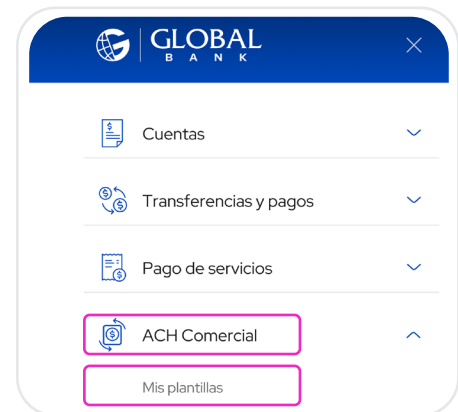 GLOBAL
BANK
Cuentas
Transferencias y pagos
Pago de servicios
ACH Comercial
Mis plantillas